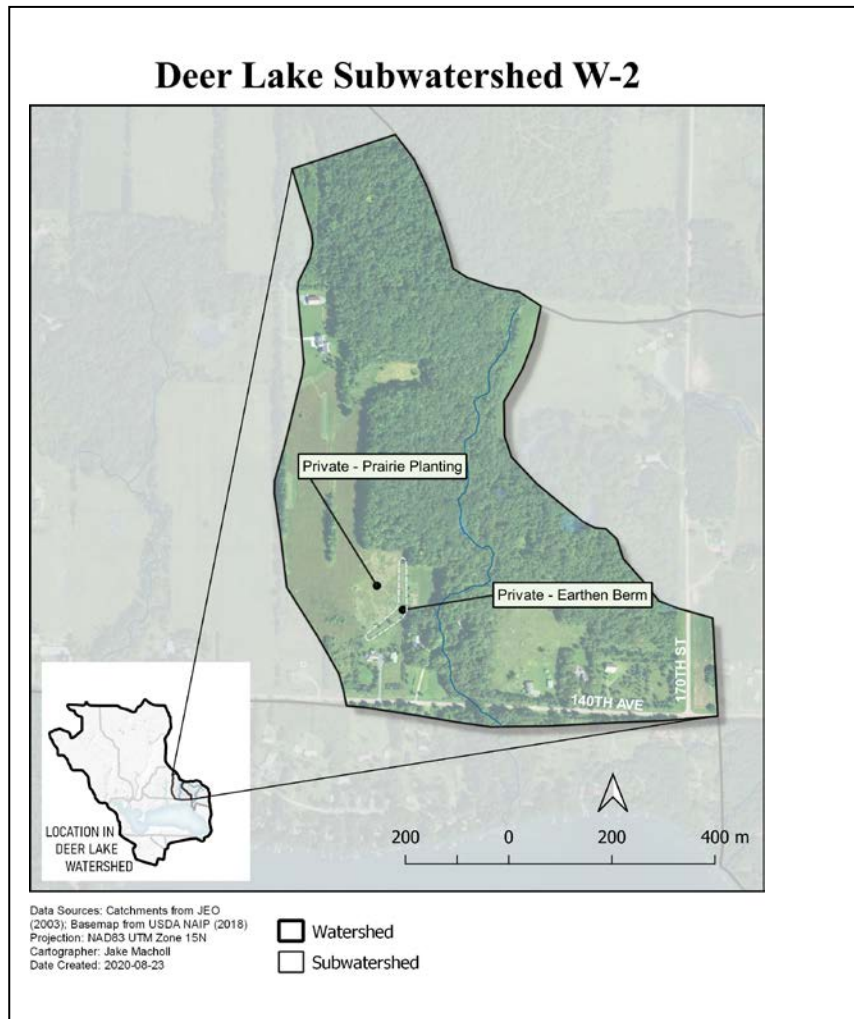 Deer Lake Subwatershed W-2
Private - Prairie Planting
Private - Earthen Berm
170TH ST
140TH AVE
LOCATION IN
DEER LAKE
WATERSHED
200 0 200 400 m
Data Sources: Catchments from JEO
(2003); Basemap from USDA NAIP (2018)
Projection: NAD83 UTM Zone 15N
Cartographer: Jake Macholl
Date Created: 2020-08-23
Watershed
Subwatershed